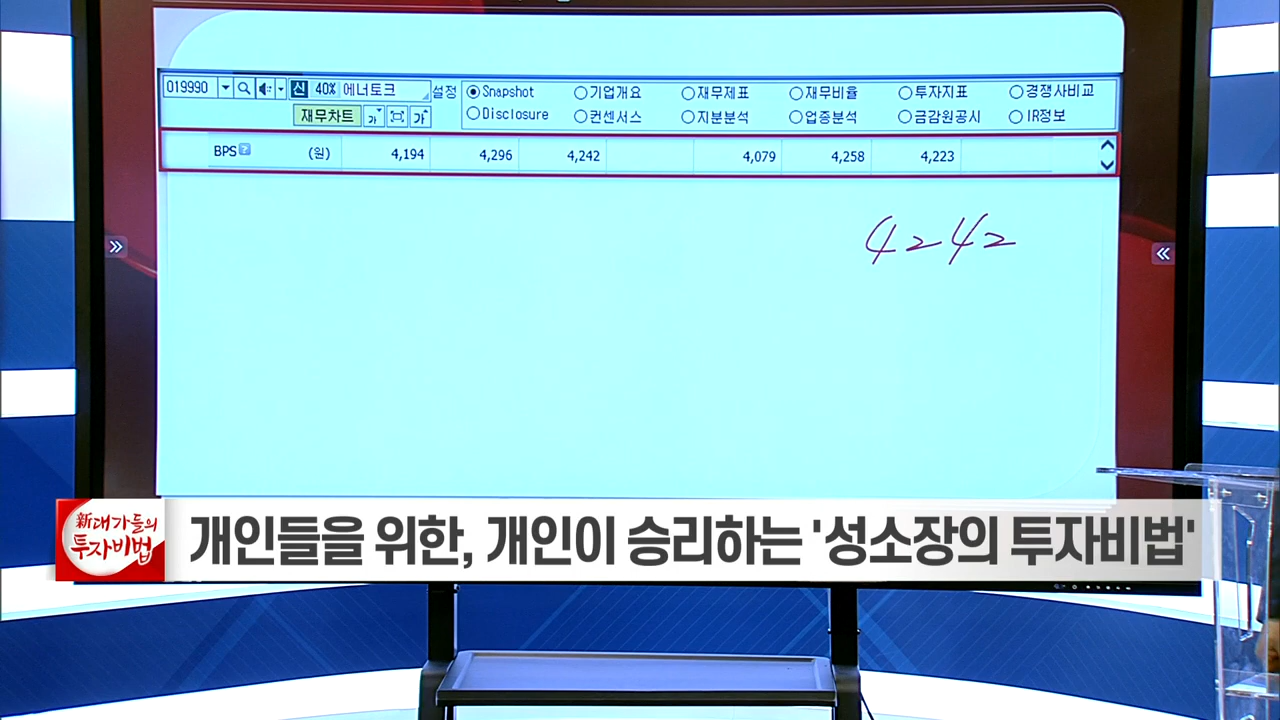 019990 신 40% 에너토크 설정 Snapshot 기업개요 재무제표 재무비율 투자지표 경쟁사비교
재무차트 가 가 Disclosure 컨센서스 지분분석 업종분석 금감원공시 IR정보
BPS ? (원) 4,194 4,296 4,242 4,079 4,258 4,223
4242
新대가들의
투자비법
개인들을 위한, 개인이 승리하는 '성소장의 투자비법'